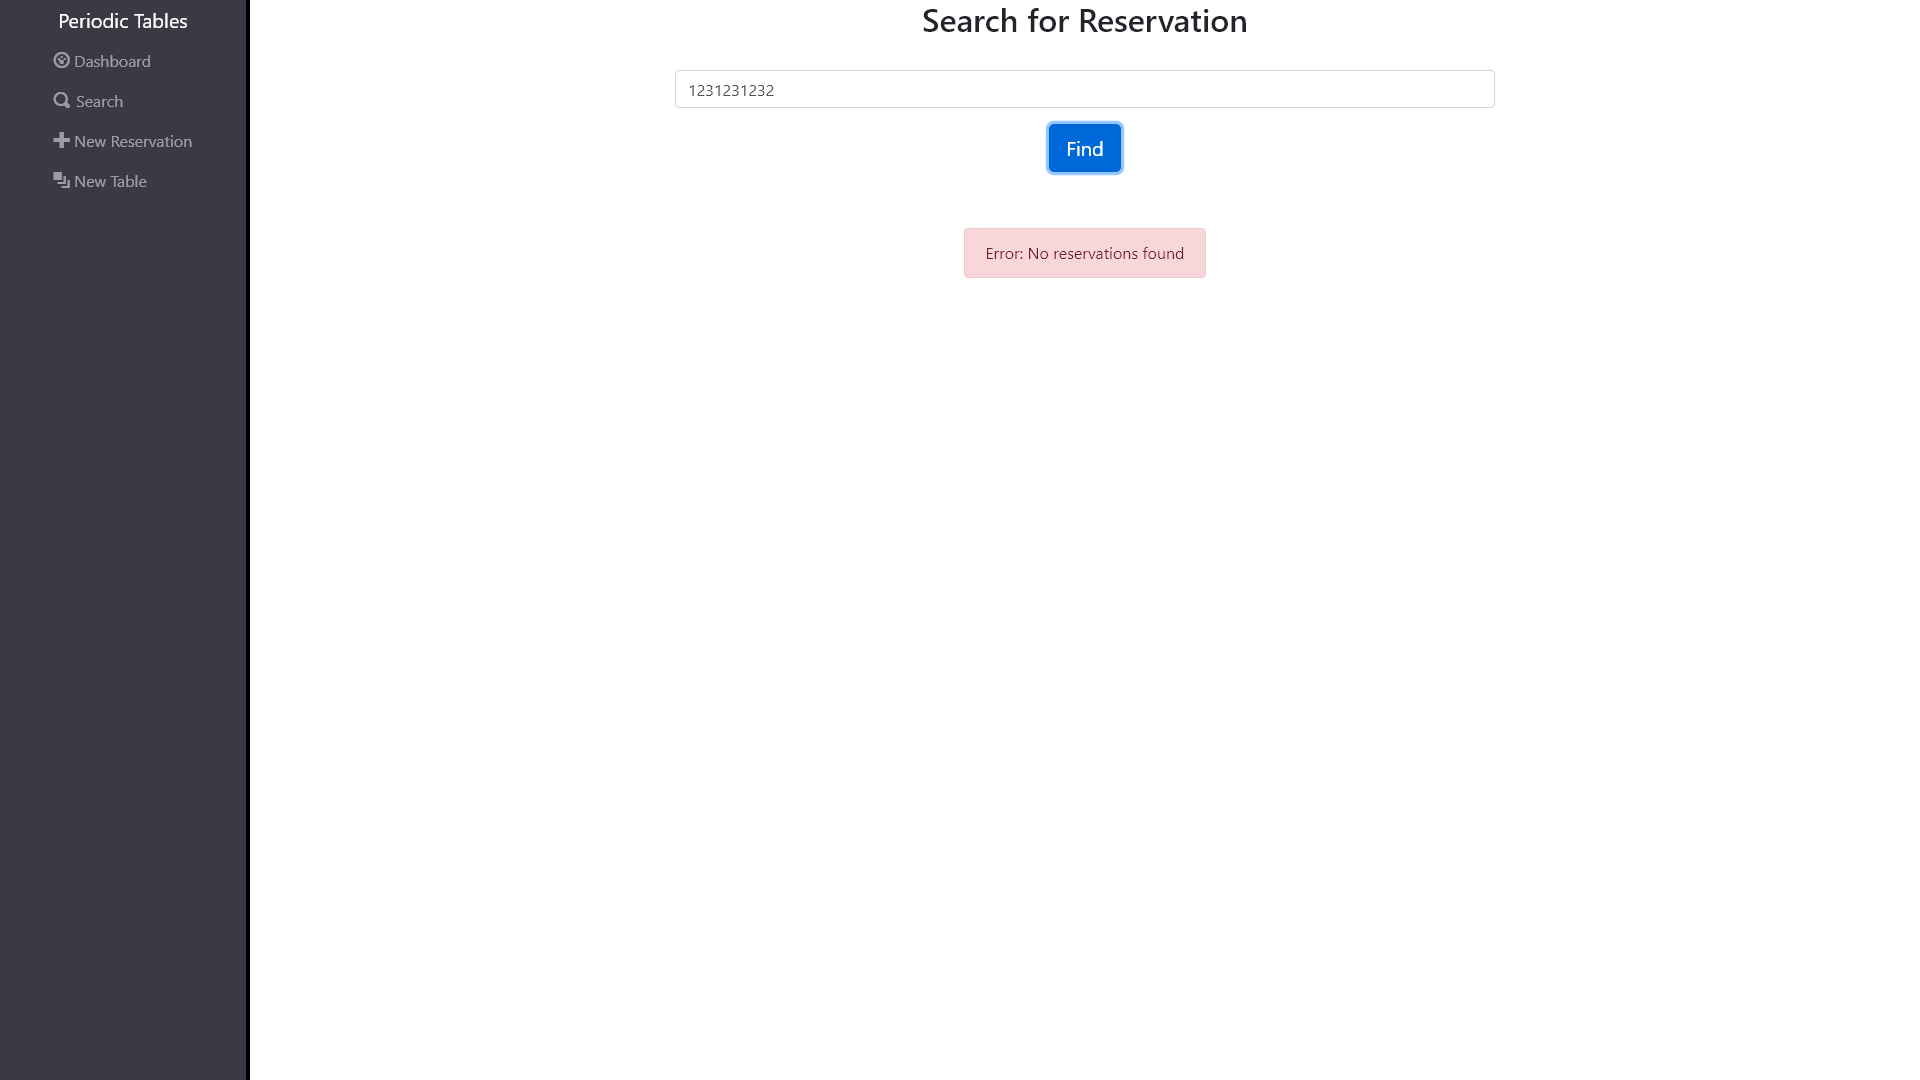 Periodic Tables
Dashboard
Search
New Reservation
New Table
Search for Reservation
1231231232
Find
Error: No reservations found